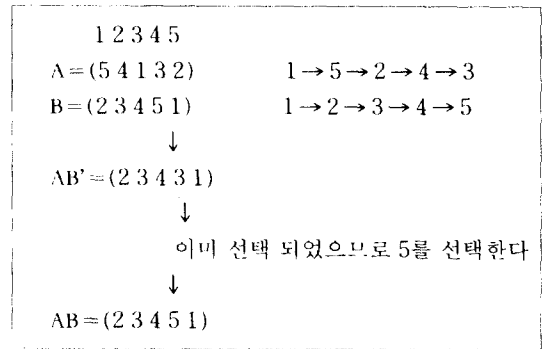 1 2 3 4 5
A=(5 4 1 3 2) 1→5→2→4→3
B=(2 3 4 5 1) 1→2→3→4→5
↓
AB'=(2 3 4 3 1)
↓
이미 선택 되었으므로 5를 선택한다
↓
AB=(2 3 4 5 1)